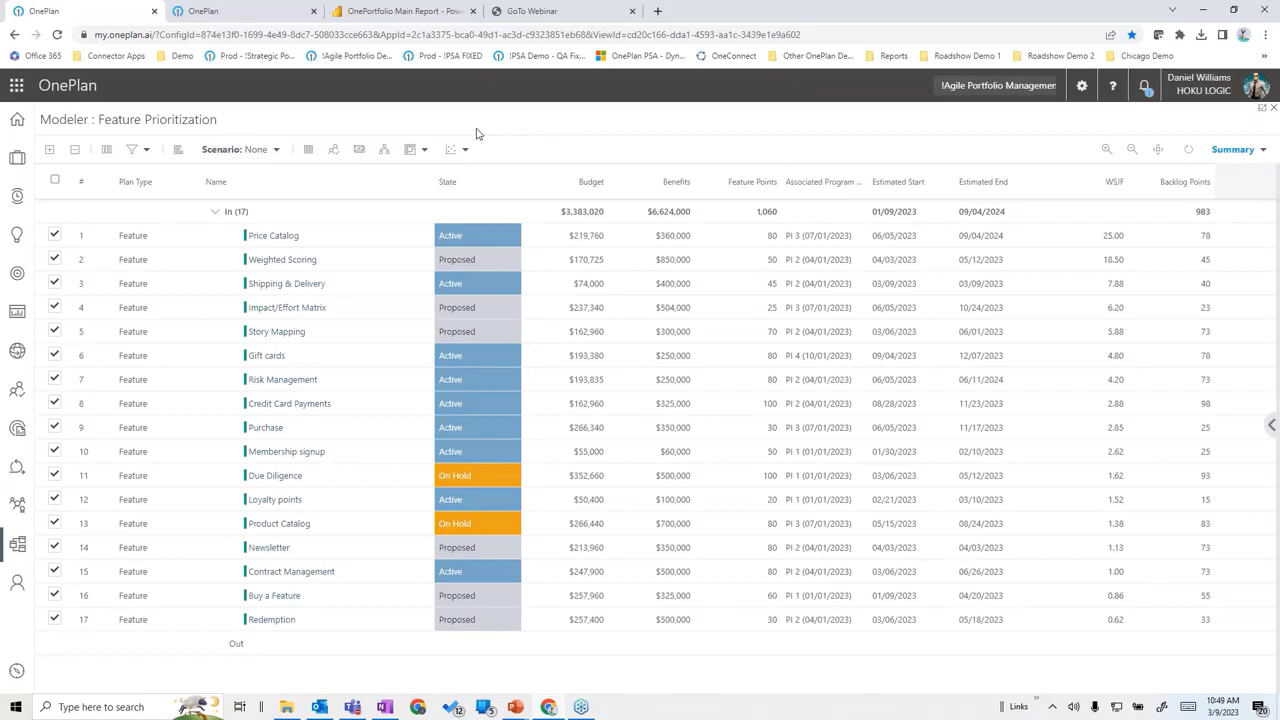 OnePlan OnePlan OnePortfolio Main Report - Powe GoTo Webinar
my.oneplan.ai/?ConfigId=874e13f0-1699-4e49-8dc7-508033cce663&AppId=2c1a3375-bca0-49d1-ac3d-c9323851eb68&ViewId=cd20c166-dda1-4593-aa1c-3439e1e9a602
Office 365 Connector Apps Demo Prod - !Strategic Po... !Agile Portfolio De... Prod - !PSA FIXED !PSA Demo - QA Fix... OnePlan PSA - Dyn... OneConnect Other OnePlan De... Reports Roadshow Demo 1 Roadshow Demo 2 Chicago Demo »
OnePlan !Agile Portfolio Managemen ? 1 Daniel Williams
HOKU LOGIC
Modeler : Feature Prioritization
Scenario: None Summary
# Plan Type Name State Budget Benefits Feature Points Associated Program ... Estimated Start Estimated End WSJF Backlog Points
In (17) $3,383,020 $6,624,000 1,060 01/09/2023 09/04/2024 983
1 Feature Price Catalog Active $219,760 $360,000 80 PI 3 (07/01/2023) 06/05/2023 09/04/2024 25.00 78
2 Feature Weighted Scoring Proposed $170,725 $850,000 50 PI 2 (04/01/2023) 04/03/2023 05/12/2023 18.50 45
3 Feature Shipping & Delivery Active $74,000 $400,000 45 PI 2 (04/01/2023) 03/09/2023 03/09/2023 7.88 40
4 Feature Impact/Effort Matrix Proposed $237,340 $504,000 25 PI 3 (07/01/2023) 06/05/2023 10/24/2023 6.20 23
5 Feature Story Mapping Proposed $162,960 $300,000 70 PI 2 (04/01/2023) 03/06/2023 06/01/2023 5.88 73
6 Feature Gift cards Active $193,380 $250,000 80 PI 4 (10/01/2023) 09/04/2023 12/07/2023 4.80 78
7 Feature Risk Management Active $193,835 $250,000 80 PI 2 (04/01/2023) 06/05/2023 06/11/2024 4.20 73
8 Feature Credit Card Payments Active $162,960 $325,000 100 PI 2 (04/01/2023) 08/28/2023 11/23/2023 2.88 98
9 Feature Purchase Active $266,340 $350,000 30 PI 3 (07/01/2023) 06/05/2023 11/17/2023 2.85 25
10 Feature Membership signup Active $55,000 $60,000 50 PI 1 (01/01/2023) 01/30/2023 02/10/2023 2.62 25
11 Feature Due Diligence On Hold $352,660 $500,000 100 PI 1 (01/01/2023) 03/06/2023 05/12/2023 1.62 93
12 Feature Loyalty points Active $50,400 $100,000 20 PI 1 (01/01/2023) 02/21/2023 03/10/2023 1.52 15
13 Feature Product Catalog On Hold $266,440 $700,000 80 PI 3 (07/01/2023) 05/15/2023 08/24/2023 1.38 83
14 Feature Newsletter Proposed $213,960 $350,000 80 PI 2 (04/01/2023) 04/03/2023 04/03/2023 1.13 73
15 Feature Contract Management Active $247,900 $500,000 80 PI 2 (04/01/2023) 03/06/2023 06/26/2023 1.00 73
16 Feature Buy a Feature Proposed $257,960 $325,000 60 PI 1 (01/01/2023) 01/09/2023 04/20/2023 0.86 55
17 Feature Redemption Proposed $257,400 $500,000 30 PI 2 (04/01/2023) 03/06/2023 05/18/2023 0.62 33
Out
Type here to search 12 5 Links » 10:49 AM
3/9/2023 20